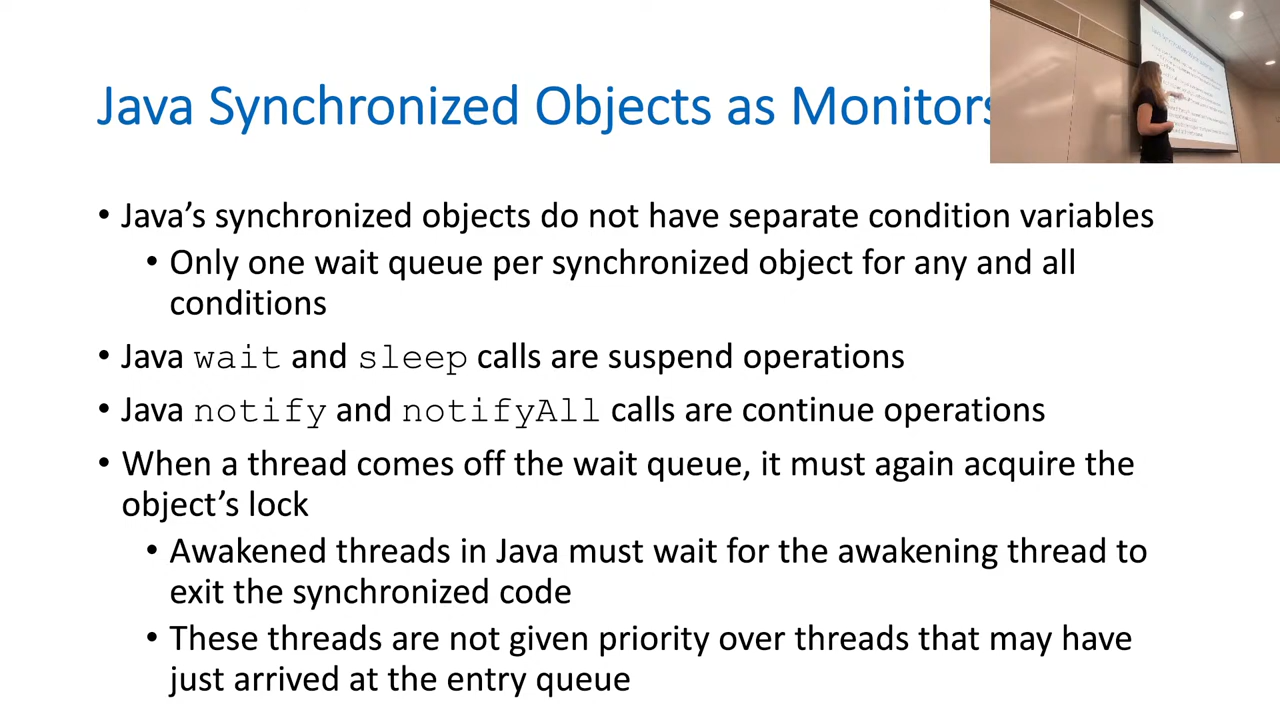 Java Synchronized Objects as Monitors
• Java’s synchronized objects do not have separate condition variables
• Only one wait queue per synchronized object for any and all
conditions
• Java wait and sleep calls are suspend operations
• Java notify and notifyAll calls are continue operations
• When a thread comes off the wait queue, it must again acquire the
object’s lock
• Awakened threads in Java must wait for the awakening thread to
exit the synchronized code
• These threads are not given priority over threads that may have
just arrived at the entry queue